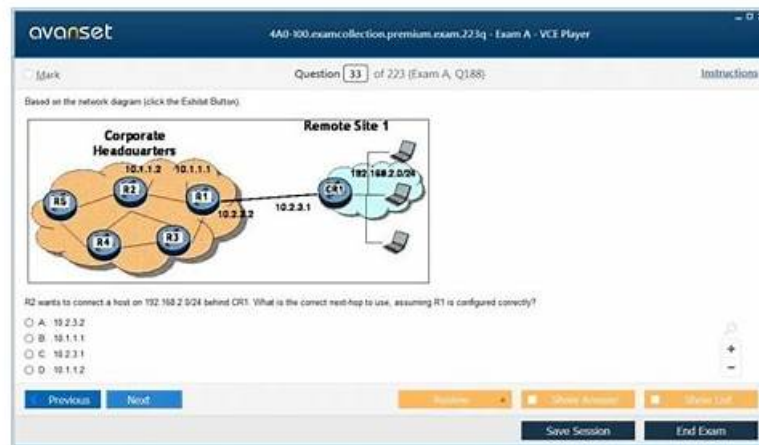 avanset
4A0-100.examcollection.premium.exam.223q - Exam A - VCE Player
Mark
Question 33 of 223 (Exam A, Q188)
Instructions
Based on the network diagram (click the Exhibit Button)
Corporate
Headquarters
Remote Site 1
10.1.1.2 10.1.1.1
192.168.2.0/24
R5
R2
R1
CR1
10.2.3.2
10.2.3.1
R4
R3
R2 wants to connect a host on 192.168.2.0/24 behind CR1. What is the correct next-hop to use, assuming R1 is configured correctly?
A. 10.2.3.2
B. 10.1.1.1
C. 10.2.3.1
D. 10.1.1.2
Previous
Next
Review
Show Answer
Show List
Save Session
End Exam